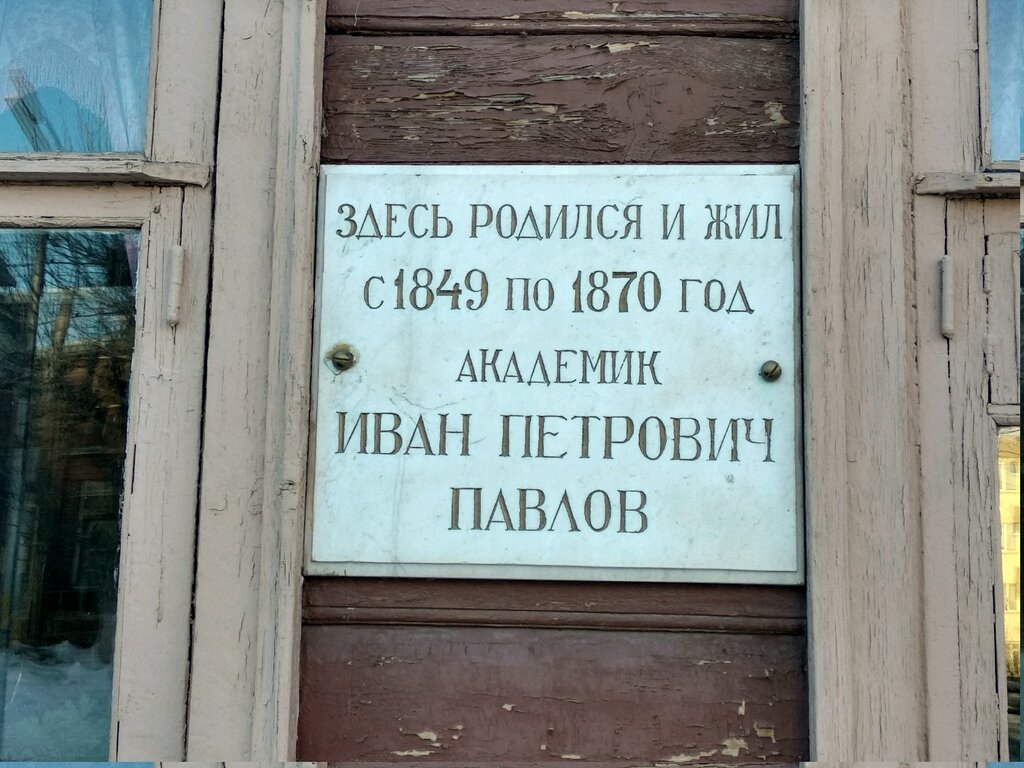 ЗДЕСЬ РОДИЛСЯ И ЖИЛ
С 1849 ПО 1870 ГОД
АКАДЕМИК
ИВАН ПЕТРОВИЧ
ПАВЛОВ